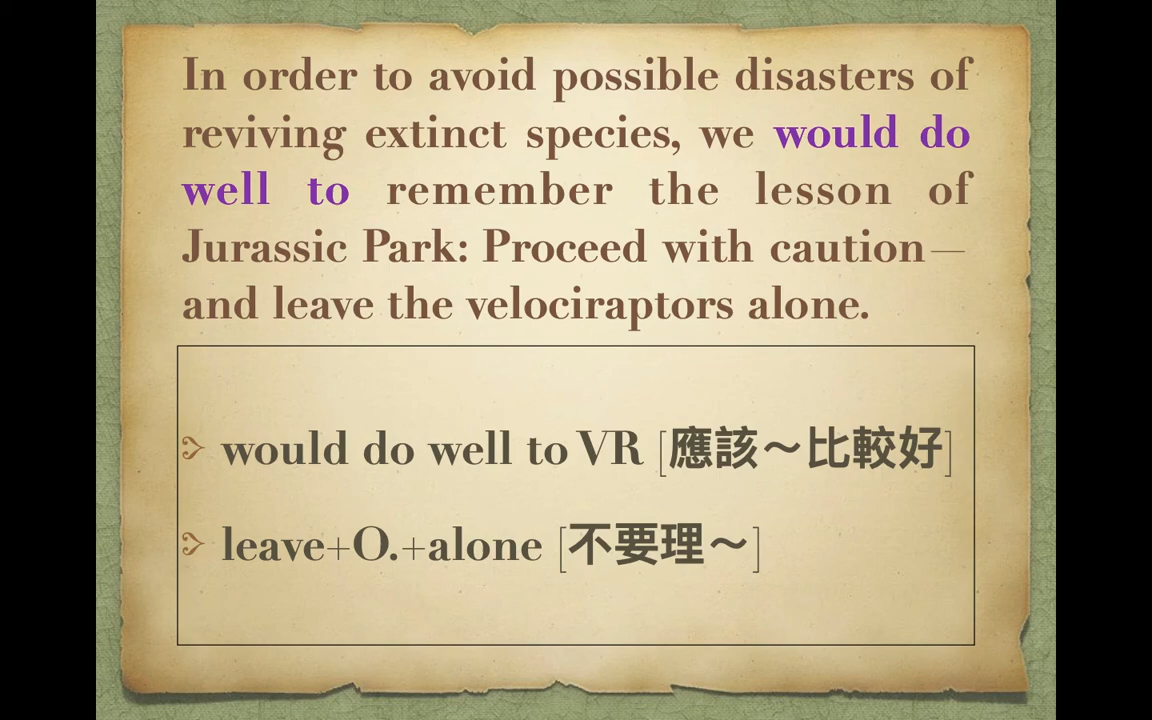 In order to avoid possible disasters of
reviving extinct species, we would do
well to remember the lesson of
Jurassic Park: Proceed with caution—
and leave the velociraptors alone.
would do well to VR [應該～比較好]
leave+O.+alone [不要理～]